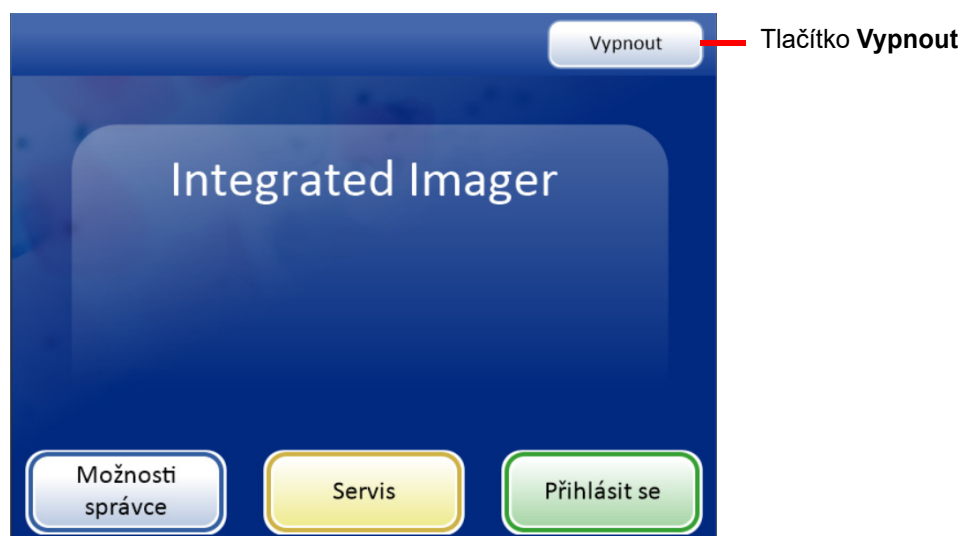 Vypnout
Tlačítko Vypnout
Integrated Imager
Možnosti
správce
Servis
Přihlásit se